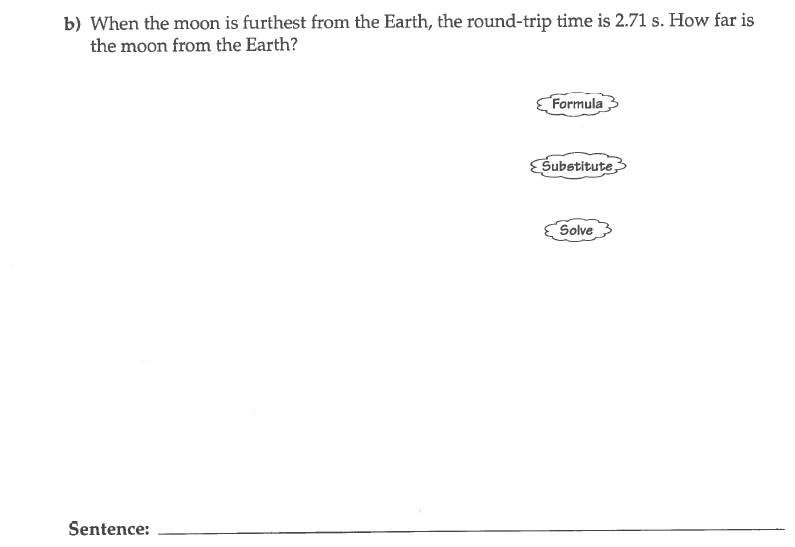 b) When the moon is furthest from the Earth, the round-trip time is 2.71 s. How far is
the moon from the Earth?
Formula
Substitute
Solve
Sentence: